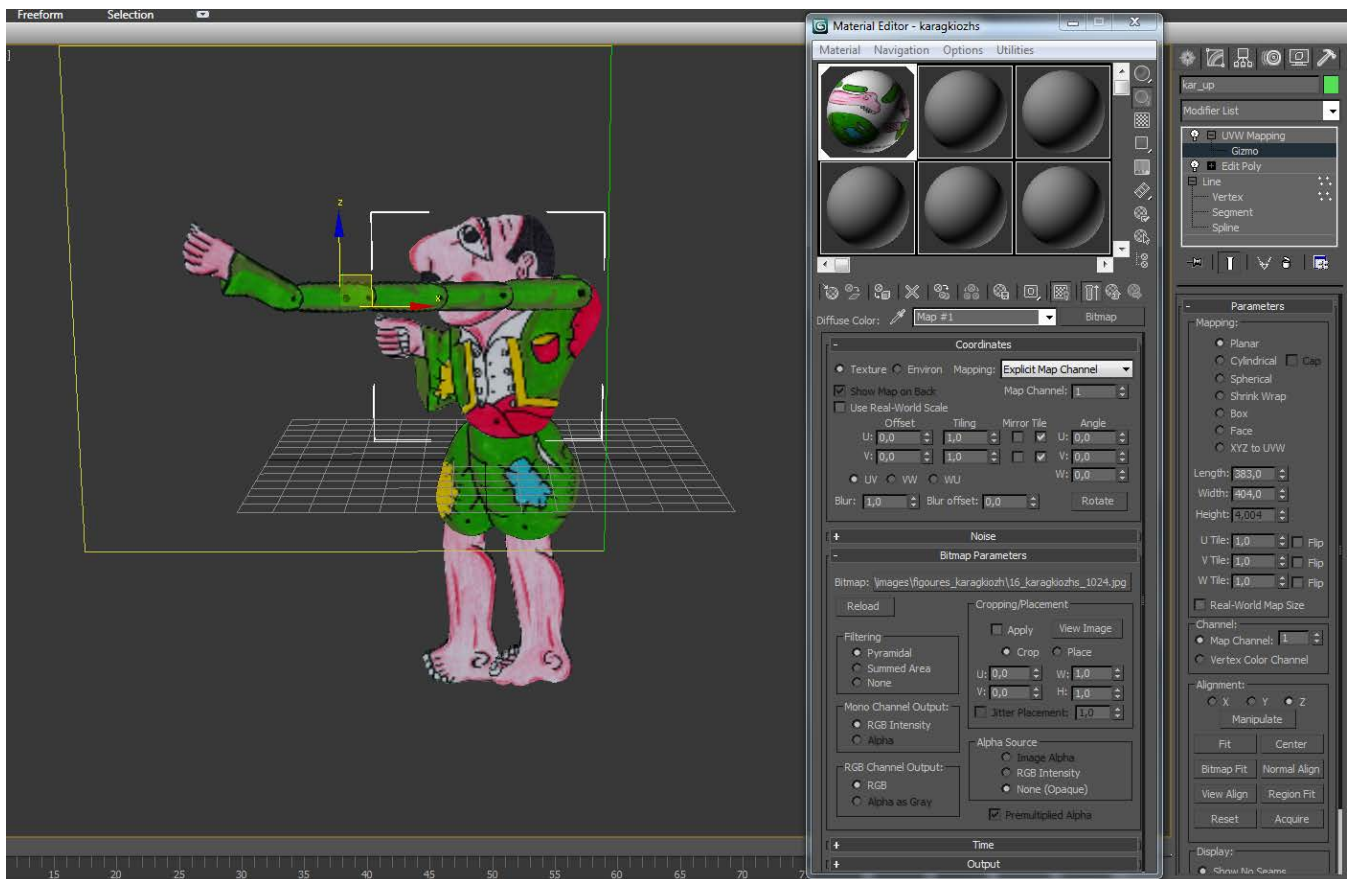 Freeform Selection
]
z
x
15 20 25 30 35 40 45 50 55 60 65 70 7
Material Editor - karagkiozhs
Material Navigation Options Utilities
Diffuse Color: Map #1 Bitmap
- Coordinates
Texture Environ Mapping: Explicit Map Channel
Show Map on Back Map Channel: 1
Use Real-World Scale
Offset Tiling Mirror Tile Angle
U: 0,0 1,0 U: 0,0
V: 0,0 1,0 V: 0,0
UV VW WU W: 0,0
Blur: 1,0 Blur offset: 0,0 Rotate
+ Noise
- Bitmap Parameters
Bitmap: \images\figoures_karagkiozh\16_karagkiozhs_1024.jpg
Reload
Cropping/Placement
Apply View Image
Crop Place
U: 0,0 W: 1,0
V: 0,0 H: 1,0
Jitter Placement: 1,0
Filtering
Pyramidal
Summed Area
None
Mono Channel Output:
RGB Intensity
Alpha
RGB Channel Output:
RGB
Alpha as Gray
Alpha Source
Image Alpha
RGB Intensity
None (Opaque)
Premultiplied Alpha
+ Time
+ Output
kar_up
Modifier List
UVW Mapping
Gizmo
Edit Poly
Line
Vertex
Segment
Spline
- Parameters
Mapping:
Planar
Cylindrical Cap
Spherical
Shrink Wrap
Box
Face
XYZ to UVW
Length: 383,0
Width: 404,0
Height: 4,004
U Tile: 1,0 Flip
V Tile: 1,0 Flip
W Tile: 1,0 Flip
Real-World Map Size
Channel:
Map Channel: 1
Vertex Color Channel
Alignment:
X Y Z
Manipulate
Fit Center
Bitmap Fit Normal Align
View Align Region Fit
Reset Acquire
Display:
Show No Seams